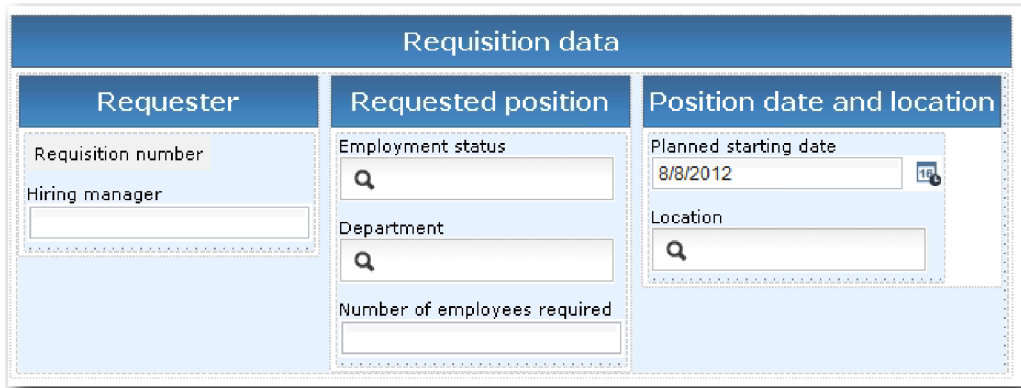 Requisition data
Requester
Requisition number
Hiring manager
Requested position
Employment status
Department
Number of employees required
Position date and location
Planned starting date
8/8/2012
16
Location